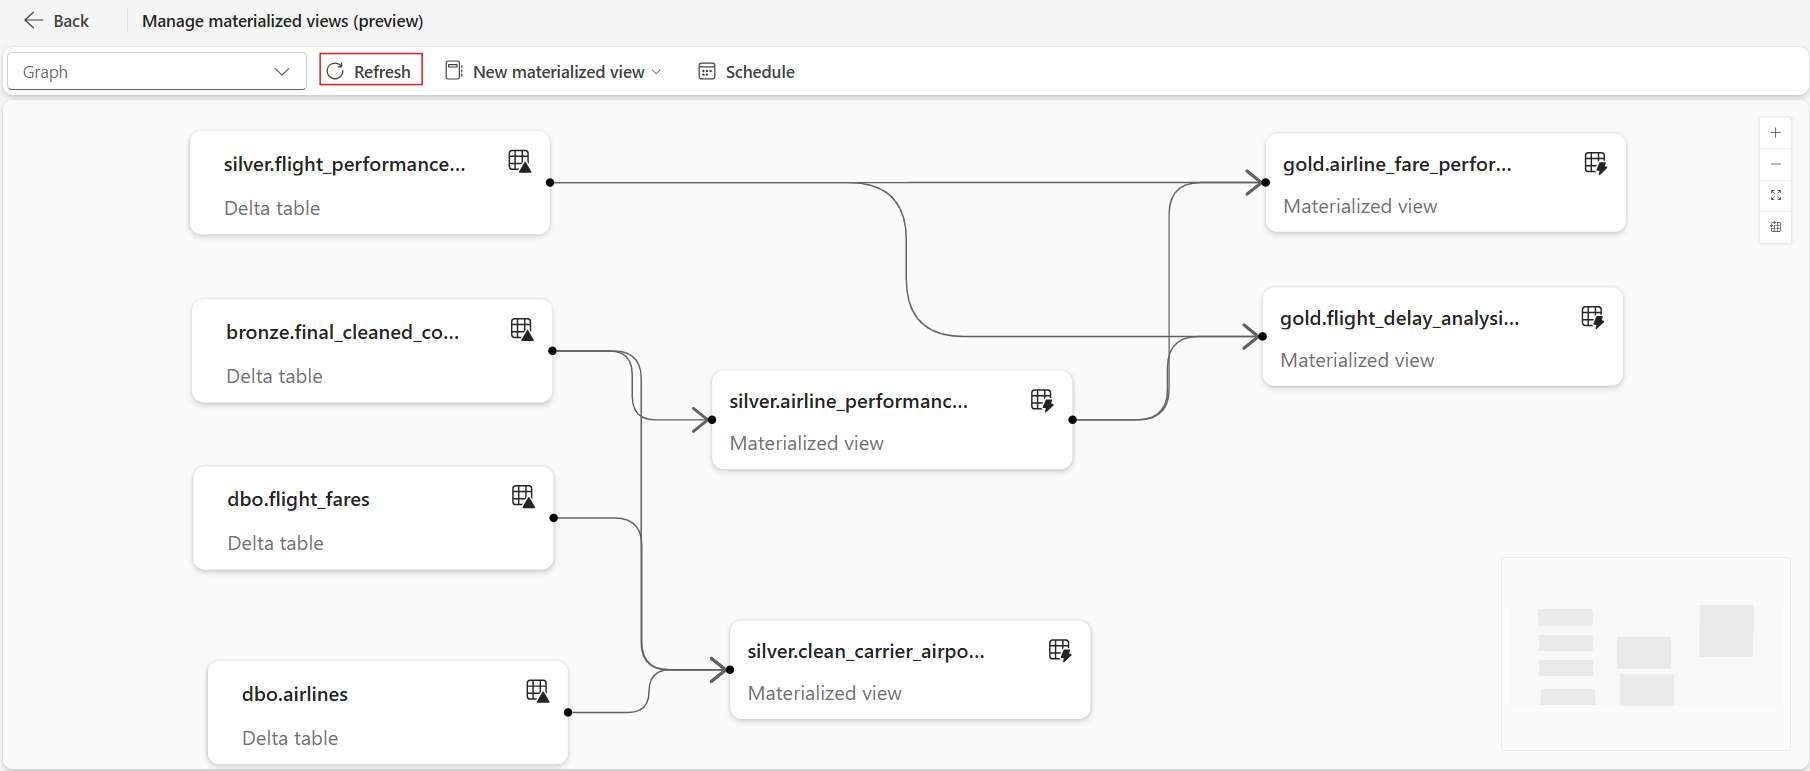 Back
Manage materialized views (preview)
Graph
Refresh
New materialized view
Schedule
silver.flight_performance...
Delta table
gold.airline_fare_perfor...
Materialized view
bronze.final_cleaned_co...
Delta table
gold.flight_delay_analysi...
Materialized view
silver.airline_performanc...
Materialized view
dbo.flight_fares
Delta table
silver.clean_carrier_airpo...
Materialized view
dbo.airlines
Delta table